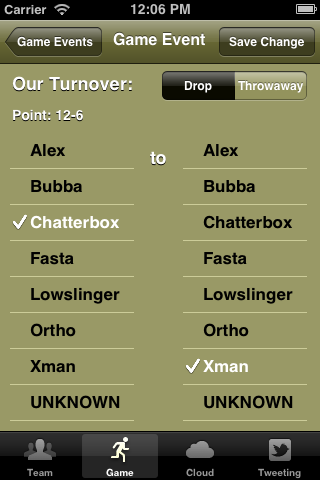 Carrier 12:06 PM
Game Events Game Event Save Change
Our Turnover: Drop Throwaway
Point: 12-6
Alex to Alex
Bubba Bubba
Chatterbox Chatterbox
Fasta Fasta
Lowslinger Lowslinger
Ortho Ortho
Xman Xman
UNKNOWN UNKNOWN
Team Game Cloud Tweeting